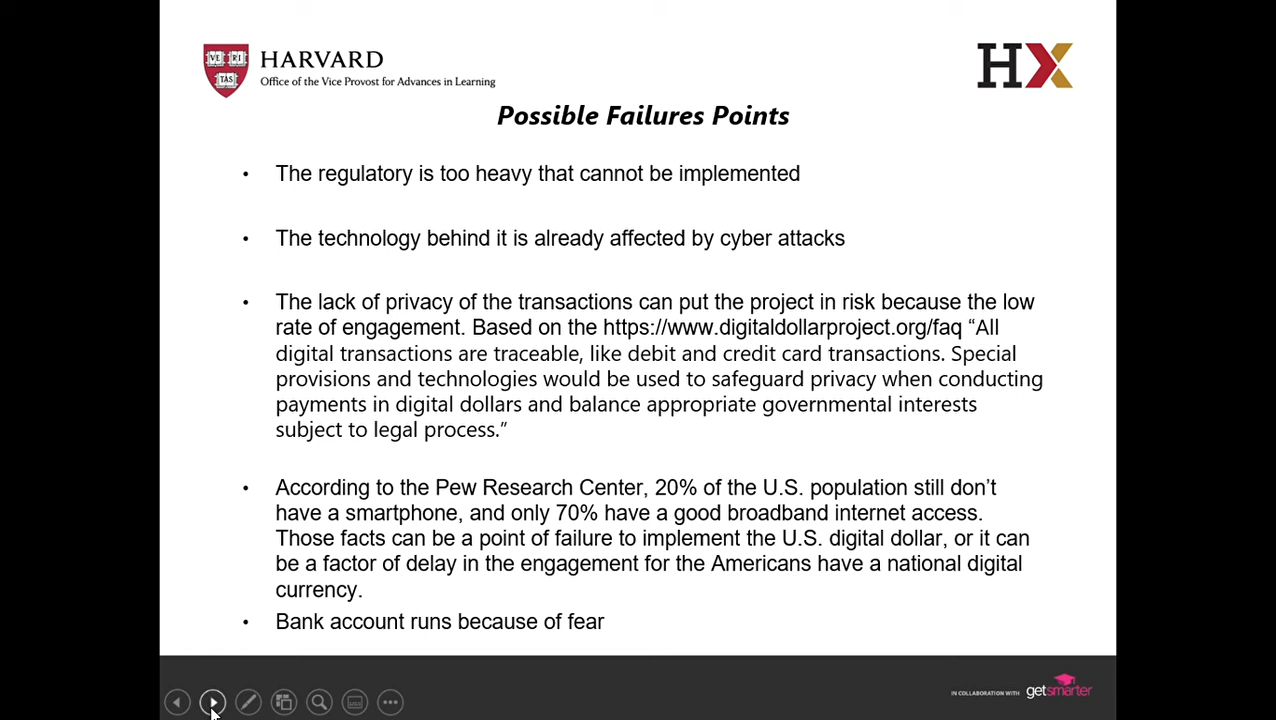 VE RI
TAS
HARVARD
Office of the Vice Provost for Advances in Learning
HX
Possible Failures Points
• The regulatory is too heavy that cannot be implemented
• The technology behind it is already affected by cyber attacks
• The lack of privacy of the transactions can put the project in risk because the low
rate of engagement. Based on the https://www.digitaldollarproject.org/faq “All
digital transactions are traceable, like debit and credit card transactions. Special
provisions and technologies would be used to safeguard privacy when conducting
payments in digital dollars and balance appropriate governmental interests
subject to legal process.”
• According to the Pew Research Center, 20% of the U.S. population still don’t
have a smartphone, and only 70% have a good broadband internet access.
Those facts can be a point of failure to implement the U.S. digital dollar, or it can
be a factor of delay in the engagement for the Americans have a national digital
currency.
• Bank account runs because of fear
IN COLLABORATION WITH getsmarter